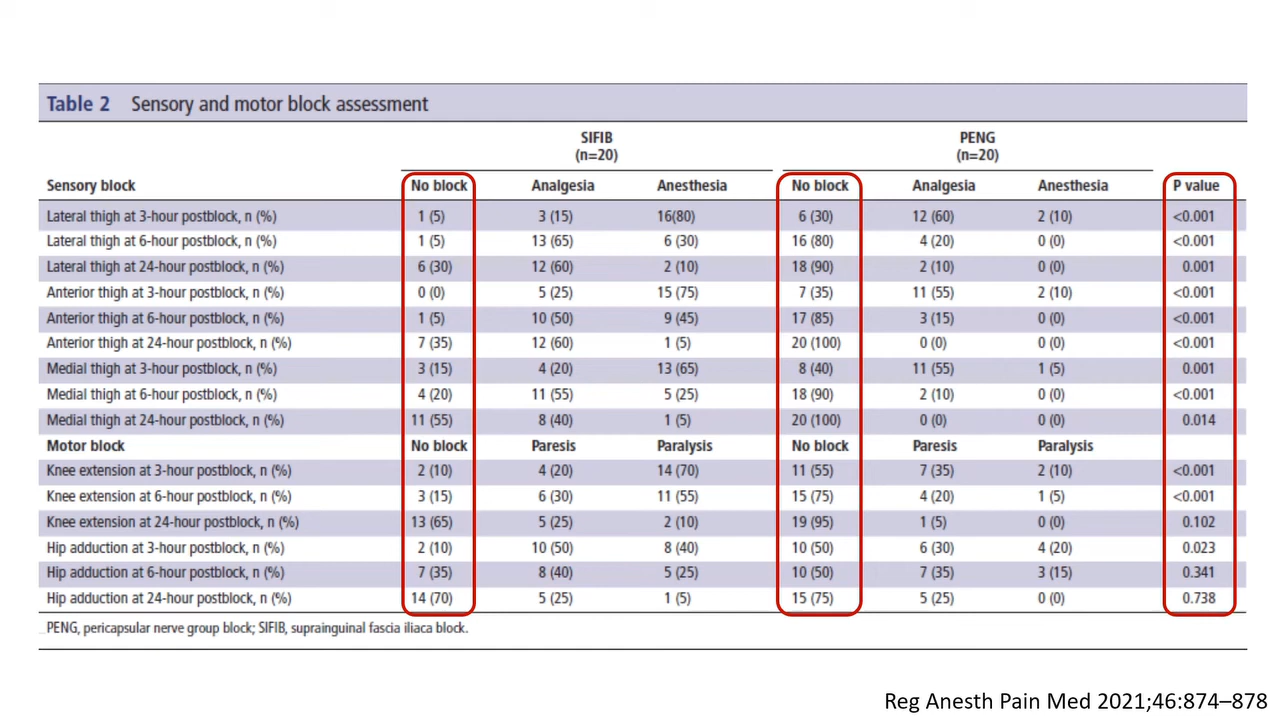 Table 2 Sensory and motor block assessment
SIFIB PENG
(n=20) (n=20)
Sensory block No block Analgesia Anesthesia No block Analgesia Anesthesia P value
Lateral thigh at 3-hour postblock, n (%) 1 (5) 3 (15) 16(80) 6 (30) 12 (60) 2 (10) <0.001
Lateral thigh at 6-hour postblock, n (%) 1 (5) 13 (65) 6 (30) 16 (80) 4 (20) 0 (0) <0.001
Lateral thigh at 24-hour postblock, n (%) 6 (30) 12 (60) 2 (10) 18 (90) 2 (10) 0 (0) 0.001
Anterior thigh at 3-hour postblock, n (%) 0 (0) 5 (25) 15 (75) 7 (35) 11 (55) 2 (10) <0.001
Anterior thigh at 6-hour postblock, n (%) 1 (5) 10 (50) 9 (45) 17 (85) 3 (15) 0 (0) <0.001
Anterior thigh at 24-hour postblock, n (%) 7 (35) 12 (60) 1 (5) 20 (100) 0 (0) 0 (0) <0.001
Medial thigh at 3-hour postblock, n (%) 3 (15) 4 (20) 13 (65) 8 (40) 11 (55) 1 (5) 0.001
Medial thigh at 6-hour postblock, n (%) 4 (20) 11 (55) 5 (25) 18 (90) 2 (10) 0 (0) <0.001
Medial thigh at 24-hour postblock, n (%) 11 (55) 8 (40) 1 (5) 20 (100) 0 (0) 0 (0) 0.014
Motor block No block Paresis Paralysis No block Paresis Paralysis
Knee extension at 3-hour postblock, n (%) 2 (10) 4 (20) 14 (70) 11 (55) 7 (35) 2 (10) <0.001
Knee extension at 6-hour postblock, n (%) 3 (15) 6 (30) 11 (55) 15 (75) 4 (20) 1 (5) <0.001
Knee extension at 24-hour postblock, n (%) 13 (65) 5 (25) 2 (10) 19 (95) 1 (5) 0 (0) 0.102
Hip adduction at 3-hour postblock, n (%) 2 (10) 10 (50) 8 (40) 10 (50) 6 (30) 4 (20) 0.023
Hip adduction at 6-hour postblock, n (%) 7 (35) 8 (40) 5 (25) 10 (50) 7 (35) 3 (15) 0.341
Hip adduction at 24-hour postblock, n (%) 14 (70) 5 (25) 1 (5) 15 (75) 5 (25) 0 (0) 0.738
PENG, pericapsular nerve group block; SIFIB, suprainguinal fascia iliaca block.
Reg Anesth Pain Med 2021;46:874–878